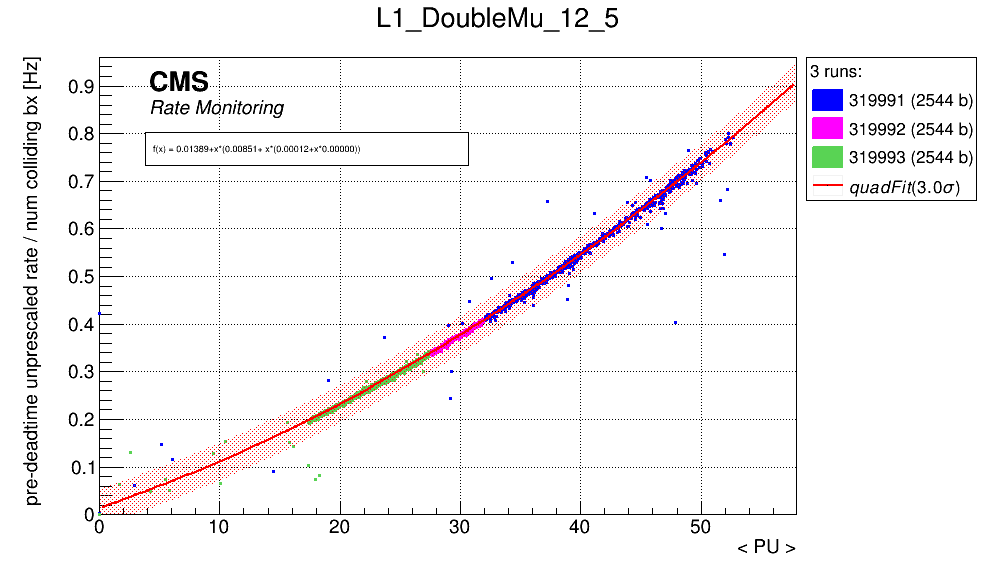 L1_DoubleMu_12_5
pre-deadtime unprescaled rate / num colliding bx [Hz]
CMS
Rate Monitoring
f(x) = 0.01389+x*(0.00851+ x*(0.00012+x*0.00000))
0.9
0.8
0.7
0.6
0.5
0.4
0.3
0.2
0.1
0
0 10 20 30 40 50
< PU >
3 runs:
319991 (2544 b)
319992 (2544 b)
319993 (2544 b)
quadFit(3.0σ)